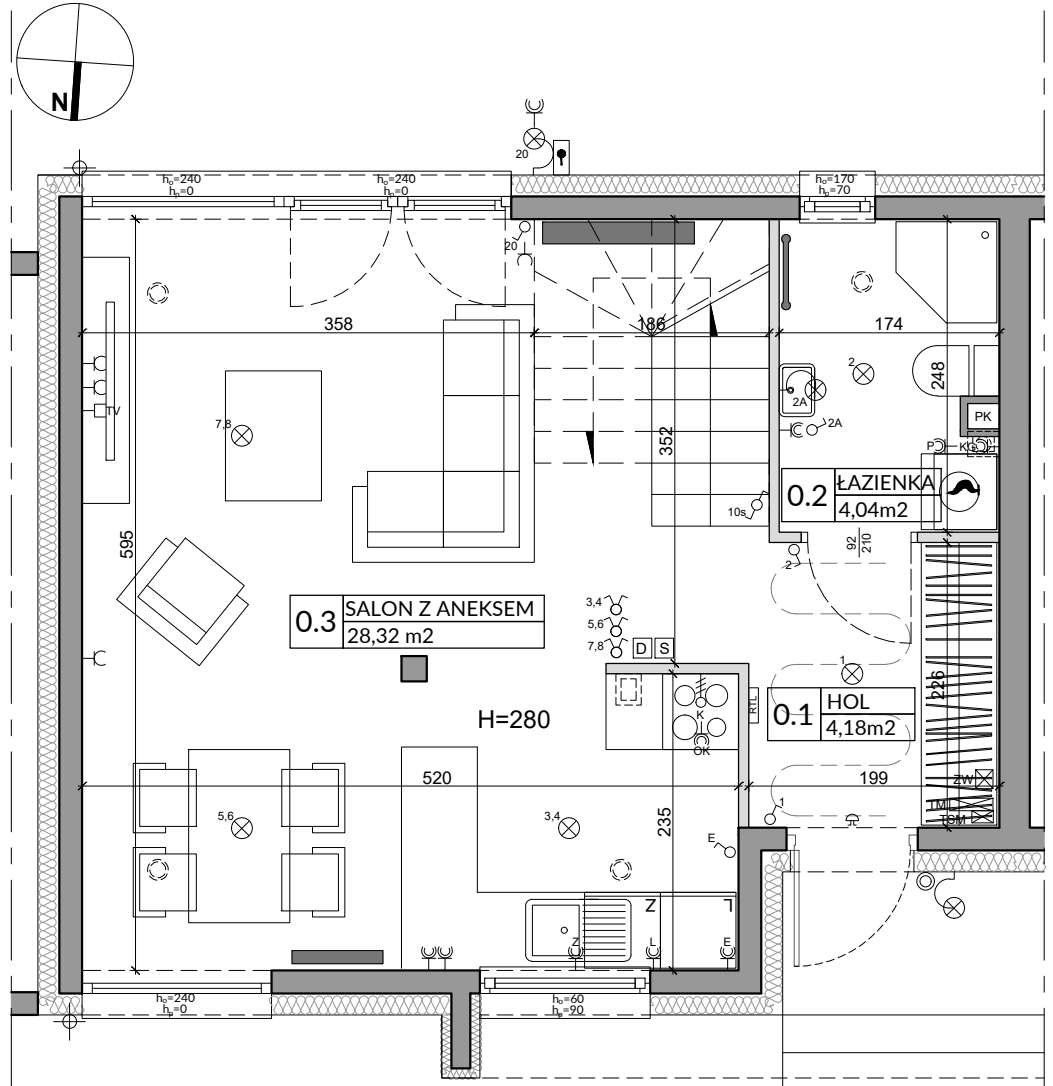 N
20
hₒ=240
hₚ=0
hₒ=240
hₚ=0
hₒ=170
hₚ=70
20
358
186
174
2
248
2A
2A
PK
TV
7,8
352
P
KG
0.2
ŁAZIENKA
4,04m2
10s
595
92
210
2
3,4
5,6
7,8
D
S
0.3
SALON Z ANEKSEM
28,32 m2
1
226
K
OK
RTL
0.1
HOL
4,18m2
H=280
520
199
ZW
TM
TSM
5,6
3,4
235
1
E
Z
L
Z
L
E
hₒ=240
hₚ=0
hₒ=60
hₚ=90